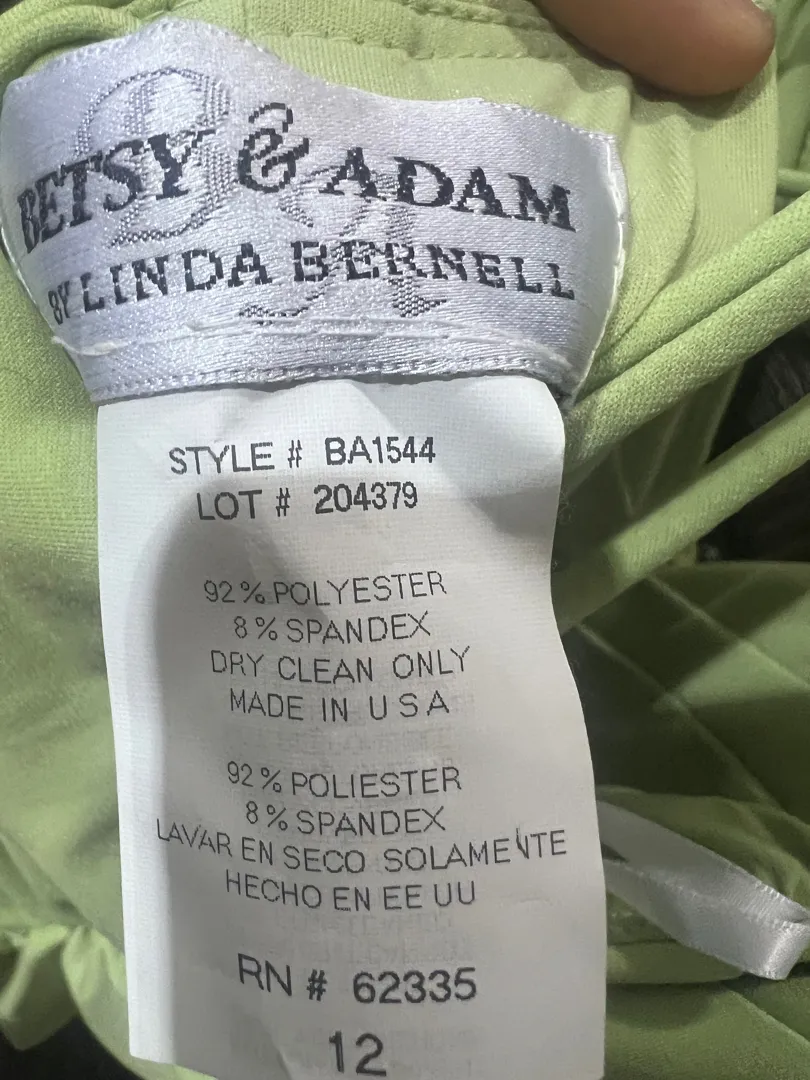 BETSY & ADAM
BY LINDA BERNELL
STYLE # BA1544
LOT # 204379
92% POLYESTER
8% SPANDEX
DRY CLEAN ONLY
MADE IN U S A
92% POLIESTER
8% SPANDEX
LAVAR EN SECO SOLAMENTE
HECHO EN EE UU
RN # 62335
12